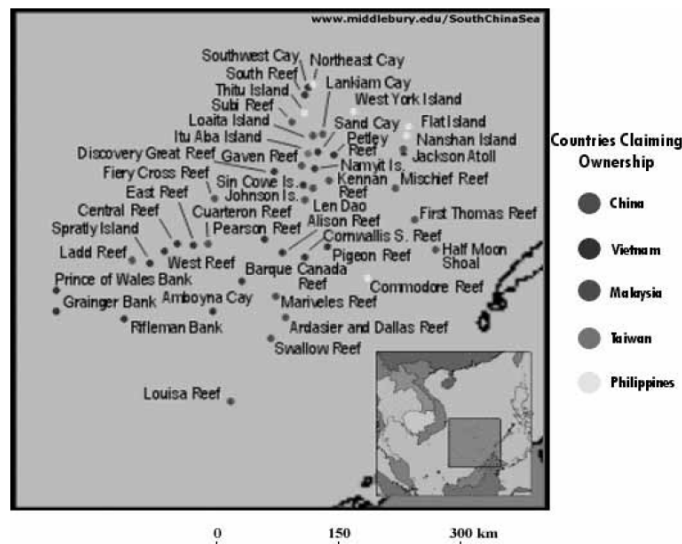 www.middlebury.edu/SouthChinaSea
Southwest Cay
Northeast Cay
South Reef
Lankiam Cay
Thitu Island
West York Island
Subi Reef
Sand Cay
Flat Island
Loaita Island
Petley
Reef
Nanshan Island
Itu Aba Island
Jackson Atoll
Discovery Great Reef
Gaven Reef
Namyit Is.
Fiery Cross Reef
Sin Cowe Is.
Kennan
Reef
Mischief Reef
East Reef
Johnson Is.
Len Dao
Central Reef
Cuarteron Reef
Alison Reef
First Thomas Reef
Spratly Island
Pearson Reef
Cornwallis S. Reef
Ladd Reef
West Reef
Pigeon Reef
Half Moon
Shoal
Prince of Wales Bank
Barque Canada
Reef
Commodore Reef
Grainger Bank
Amboyna Cay
Mariveles Reef
Rifleman Bank
Ardasier and Dallas Reef
Swallow Reef
Louisa Reef
Countries Claiming
Ownership
China
Vietnam
Malaysia
Taiwan
Philippines
0 150 300 km